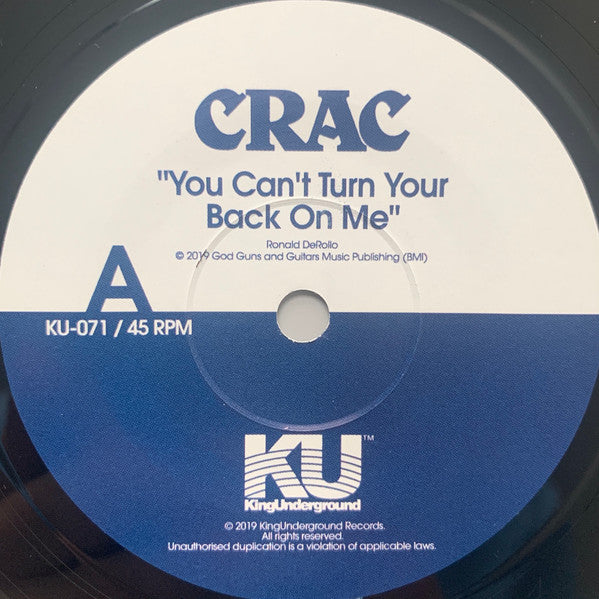 CRAC
"You Can't Turn Your
Back On Me"
Ronald DeRollo
© 2019 God Guns and Guitars Music Publishing (BMI)
A
KU-071 / 45 RPM
KU™
KingUnderground
© 2019 KingUnderground Records.
All rights reserved.
Unauthorised duplication is a violation of applicable laws.